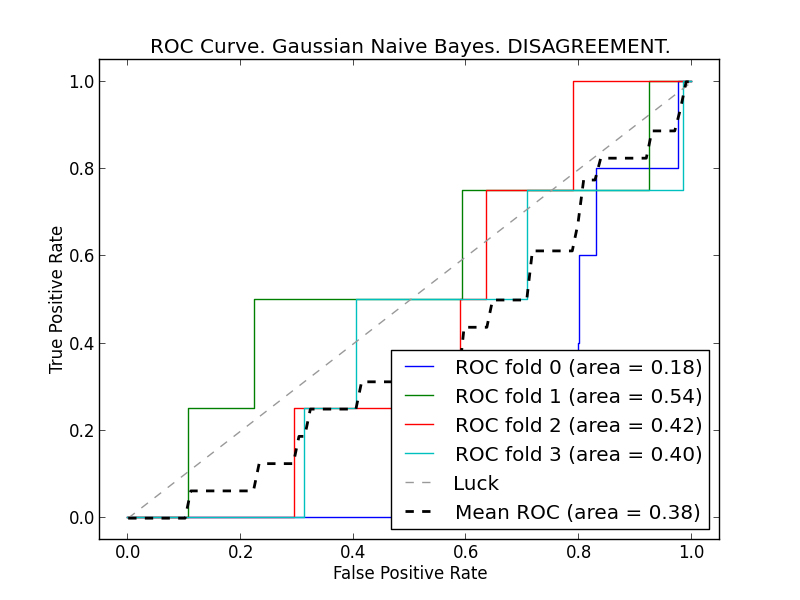 ROC Curve. Gaussian Naive Bayes. DISAGREEMENT.
True Positive Rate
1.0
0.8
0.6
0.4
0.2
0.0
ROC fold 0 (area = 0.18)
ROC fold 1 (area = 0.54)
ROC fold 2 (area = 0.42)
ROC fold 3 (area = 0.40)
Luck
Mean ROC (area = 0.38)
0.0 0.2 0.4 0.6 0.8 1.0
False Positive Rate